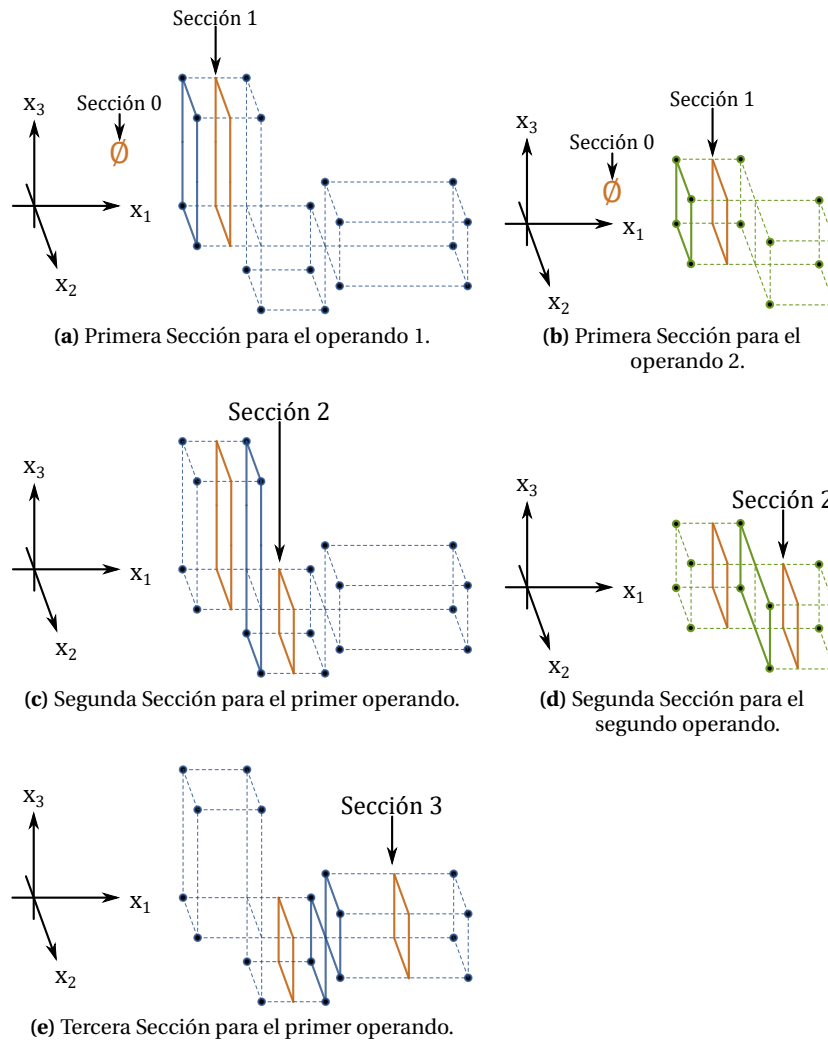 Sección 1
Sección 0
∅
x3
x1
x2
(a) Primera Sección para el operando 1.
Sección 1
Sección 0
∅
x3
x1
x2
(b) Primera Sección para el
operando 2.
Sección 2
x3
x1
x2
(c) Segunda Sección para el primer operando.
Sección 2
x3
x1
x2
(d) Segunda Sección para el
segundo operando.
Sección 3
x3
x1
x2
(e) Tercera Sección para el primer operando.